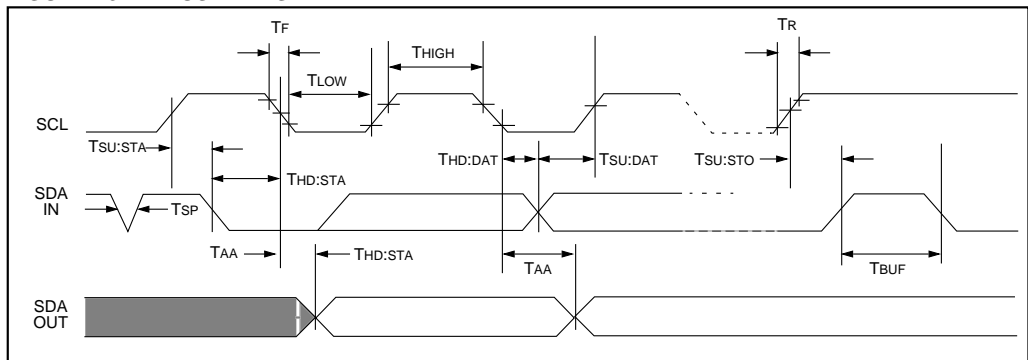 TF
TR
THIGH
TLOW
SCL
TSU:STA
THD:DAT
TSU:DAT
TSU:STO
THD:STA
SDA
IN
TSP
TAA
THD:STA
TAA
TBUF
SDA
OUT